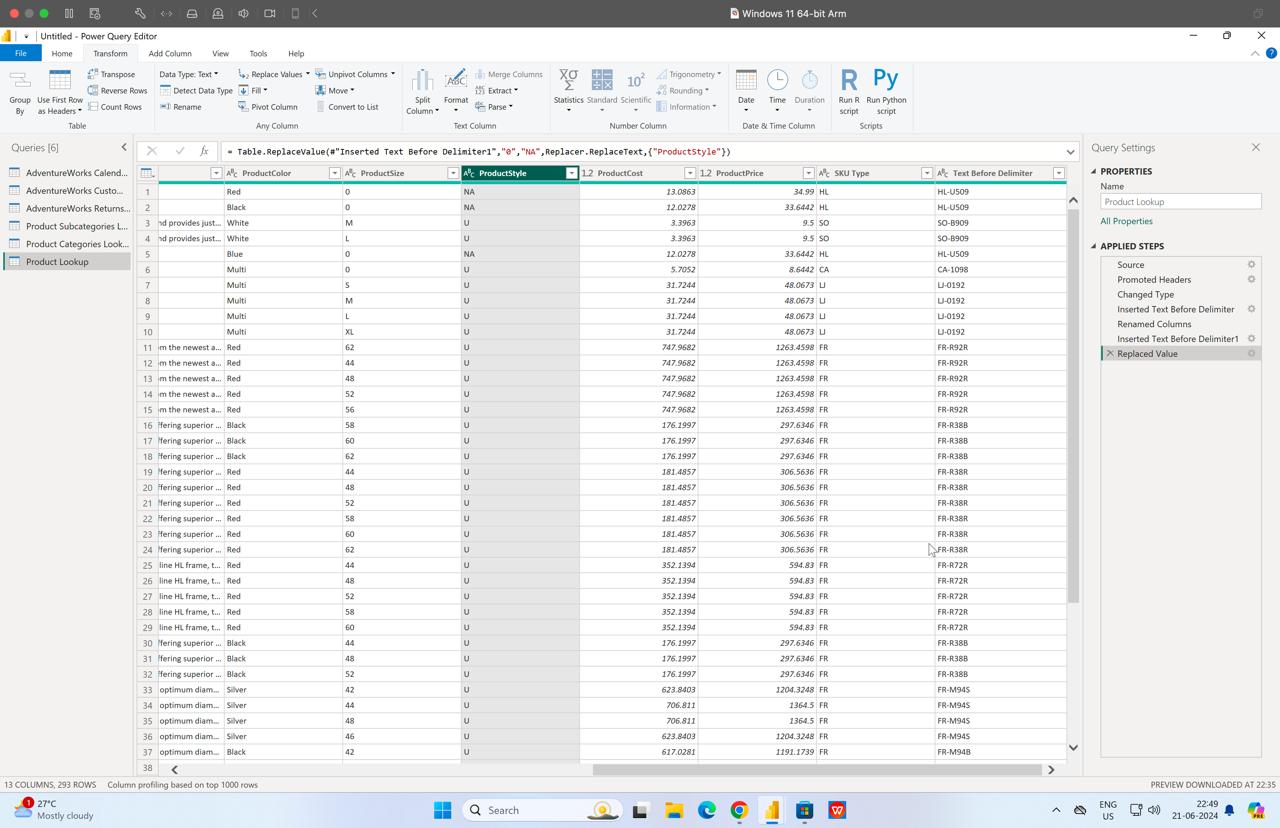 Windows 11 64-bit Arm
Untitled - Power Query Editor
File Home Transform Add Column View Tools Help
Group By
Use First Row as Headers
Transpose
Reverse Rows
Count Rows
Table
Data Type: Text
Detect Data Type
Rename
Replace Values
Fill
Pivot Column
Unpivot Columns
Move
Convert to List
Any Column
Split Column
Format
Merge Columns
Extract
Parse
Text Column
Statistics
Standard
Scientific
Trigonometry
Rounding
Information
Number Column
Date
Time
Duration
Date & Time Column
Run R script
Run Python script
Scripts
Queries [6]
AdventureWorks Calend...
AdventureWorks Custo...
AdventureWorks Returns...
Product Subcategories L...
Product Categories Look...
Product Lookup
= Table.ReplaceValue(#"Inserted Text Before Delimiter1","0","NA",Replacer.ReplaceText,{"ProductStyle"})
ProductColor ProductSize ProductStyle 1.2 ProductCost 1.2 ProductPrice SKU Type Text Before Delimiter
1 Red 0 NA 13.0863 34.99 HL HL-U509
2 Black 0 NA 12.0278 33.6442 HL HL-U509
3 nd provides just... White M U 3.3963 9.5 SO SO-B909
4 nd provides just... White L U 3.3963 9.5 SO SO-B909
5 Blue 0 NA 12.0278 33.6442 HL HL-U509
6 Multi 0 U 5.7052 8.6442 CA CA-1098
7 Multi S U 31.7244 48.0673 LJ LJ-0192
8 Multi M U 31.7244 48.0673 LJ LJ-0192
9 Multi L U 31.7244 48.0673 LJ LJ-0192
10 Multi XL U 31.7244 48.0673 LJ LJ-0192
11 om the newest a... Red 62 U 747.9682 1263.4598 FR FR-R92R
12 om the newest a... Red 44 U 747.9682 1263.4598 FR FR-R92R
13 om the newest a... Red 48 U 747.9682 1263.4598 FR FR-R92R
14 om the newest a... Red 52 U 747.9682 1263.4598 FR FR-R92R
15 om the newest a... Red 56 U 747.9682 1263.4598 FR FR-R92R
16 ffering superior ... Black 58 U 176.1997 297.6346 FR FR-R38B
17 ffering superior ... Black 60 U 176.1997 297.6346 FR FR-R38B
18 ffering superior ... Black 62 U 176.1997 297.6346 FR FR-R38B
19 ffering superior ... Red 44 U 181.4857 306.5636 FR FR-R38R
20 ffering superior ... Red 48 U 181.4857 306.5636 FR FR-R38R
21 ffering superior ... Red 52 U 181.4857 306.5636 FR FR-R38R
22 ffering superior ... Red 58 U 181.4857 306.5636 FR FR-R38R
23 ffering superior ... Red 60 U 181.4857 306.5636 FR FR-R38R
24 ffering superior ... Red 62 U 181.4857 306.5636 FR FR-R38R
25 line HL frame, t... Red 44 U 352.1394 594.83 FR FR-R72R
26 line HL frame, t... Red 48 U 352.1394 594.83 FR FR-R72R
27 line HL frame, t... Red 52 U 352.1394 594.83 FR FR-R72R
28 line HL frame, t... Red 58 U 352.1394 594.83 FR FR-R72R
29 line HL frame, t... Red 60 U 352.1394 594.83 FR FR-R72R
30 ffering superior ... Black 44 U 176.1997 297.6346 FR FR-R38B
31 ffering superior ... Black 48 U 176.1997 297.6346 FR FR-R38B
32 ffering superior ... Black 52 U 176.1997 297.6346 FR FR-R38B
33 optimum diam... Silver 42 U 623.8403 1204.3248 FR FR-M94S
34 optimum diam... Silver 44 U 706.811 1364.5 FR FR-M94S
35 optimum diam... Silver 48 U 706.811 1364.5 FR FR-M94S
36 optimum diam... Silver 46 U 623.8403 1204.3248 FR FR-M94S
37 optimum diam... Black 42 U 617.0281 1191.1739 FR FR-M94B
38
Query Settings
PROPERTIES
Name
Product Lookup
All Properties
APPLIED STEPS
Source
Promoted Headers
Changed Type
Inserted Text Before Delimiter
Renamed Columns
Inserted Text Before Delimiter1
Replaced Value
13 COLUMNS, 293 ROWS Column profiling based on top 1000 rows PREVIEW DOWNLOADED AT 22:35
1
27°C
Mostly cloudy
Search
ENG
US
22:49
21-06-2024